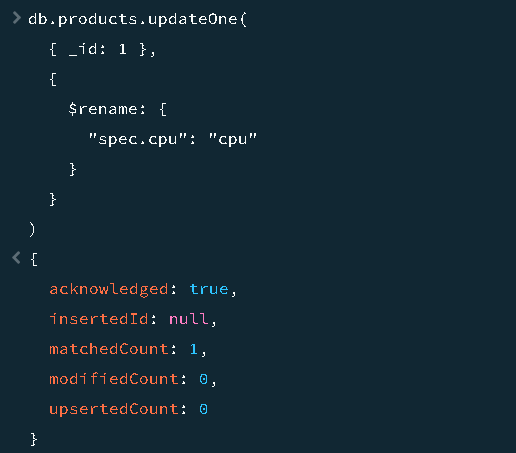 > db.products.updateOne(
{ _id: 1 },
{
$rename: {
"spec.cpu": "cpu"
}
}
)
< {
acknowledged: true,
insertedId: null,
matchedCount: 1,
modifiedCount: 0,
upsertedCount: 0
}